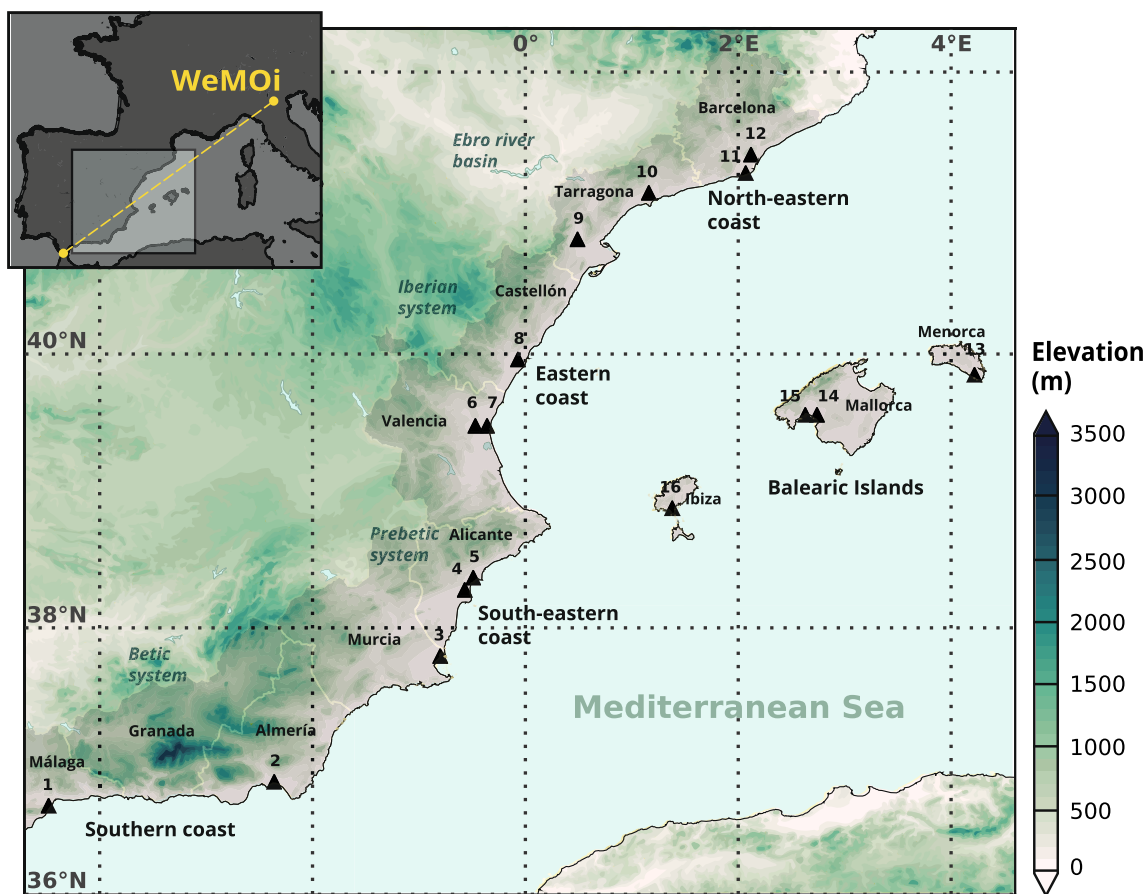 WeMOi
0°
2°E
4°E
Barcelona
12
Ebro river
basin
11
10
Tarragona
North-eastern
coast
9
Iberian
system
Castellón
40°N
8
Menorca
13
Elevation
(m)
Eastern
coast
6
7
15
14
Mallorca
Valencia
3500
Balearic Islands
16
Ibiza
3000
Prebetic
system
Alicante
5
4
2500
South-eastern
coast
38°N
2000
3
Murcia
Betic
system
1500
Mediterranean Sea
Granada
Almería
1000
Málaga
2
1
500
Southern coast
0
36°N